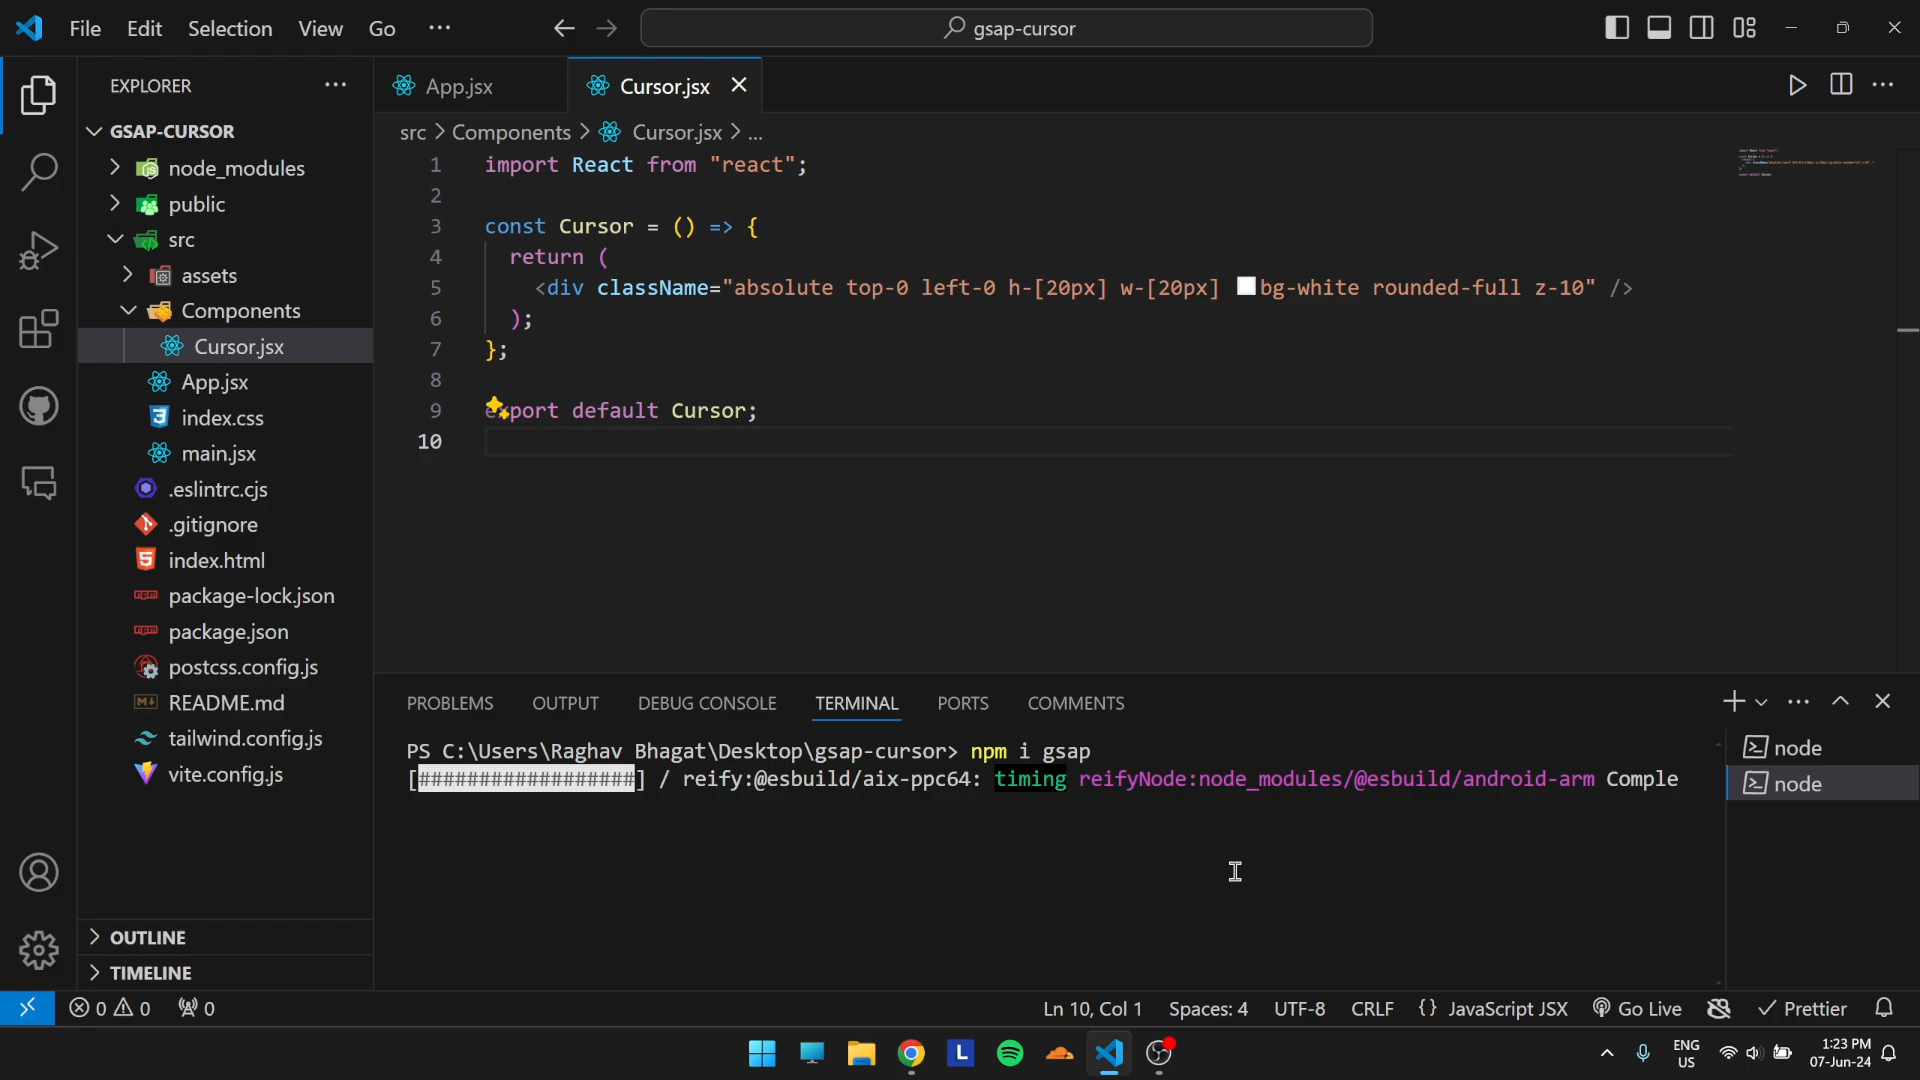 File Edit Selection View Go ...
gsap-cursor
EXPLORER ...
App.jsx
Cursor.jsx
GSAP-CURSOR
src > Components > Cursor.jsx > ...
node_modules
public
src
assets
Components
Cursor.jsx
App.jsx
index.css
main.jsx
.eslintrc.cjs
.gitignore
index.html
package-lock.json
package.json
postcss.config.js
README.md
tailwind.config.js
vite.config.js
OUTLINE
TIMELINE
1 import React from "react";
2
3 const Cursor = () => {
4 return (
5 <div className="absolute top-0 left-0 h-[20px] w-[20px] bg-white rounded-full z-10" />
6 );
7 };
8
9 export default Cursor;
10
PROBLEMS OUTPUT DEBUG CONSOLE TERMINAL PORTS COMMENTS
PS C:\Users\Raghav Bhagat\Desktop\gsap-cursor> npm i gsap
[##################] / reify:@esbuild/aix-ppc64: timing reifyNode:node_modules/@esbuild/android-arm Comple
node
node
0 0 0
Ln 10, Col 1 Spaces: 4 UTF-8 CRLF {} JavaScript JSX Go Live Prettier
L
ENG
US
1:23 PM
07-Jun-24